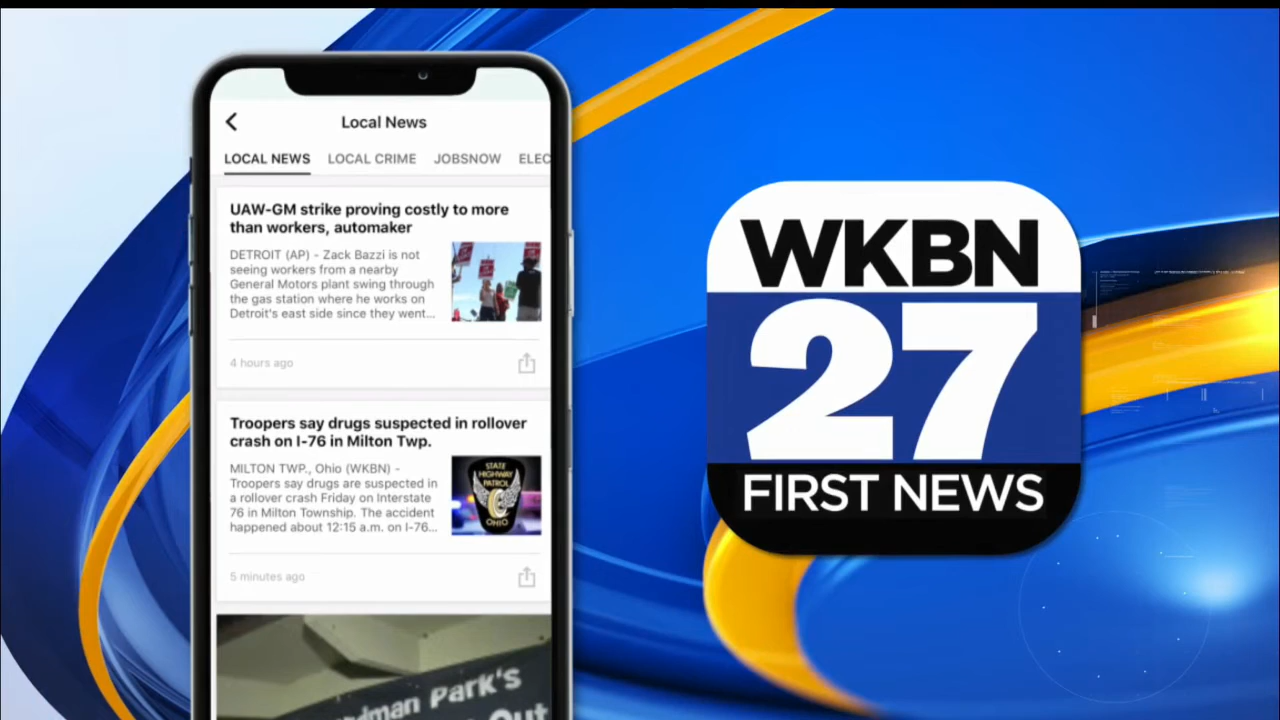 Local News
LOCAL NEWS LOCAL CRIME JOBSNOW ELEC
UAW-GM strike proving costly to more
than workers, automaker
DETROIT (AP) - Zack Bazzi is not
seeing workers from a nearby
General Motors plant swing through
the gas station where he works on
Detroit's east side since they went...
4 hours ago
Troopers say drugs suspected in rollover
crash on I-76 in Milton Twp.
MILTON TWP., Ohio (WKBN) -
Troopers say drugs are suspected in
a rollover crash Friday on Interstate
76 in Milton Township. The accident
happened about 12:15 a.m. on I-76...
STATE
HIGHWAY
PATROL
OHIO
5 minutes ago
Park's
Out
WKBN
27
FIRST NEWS